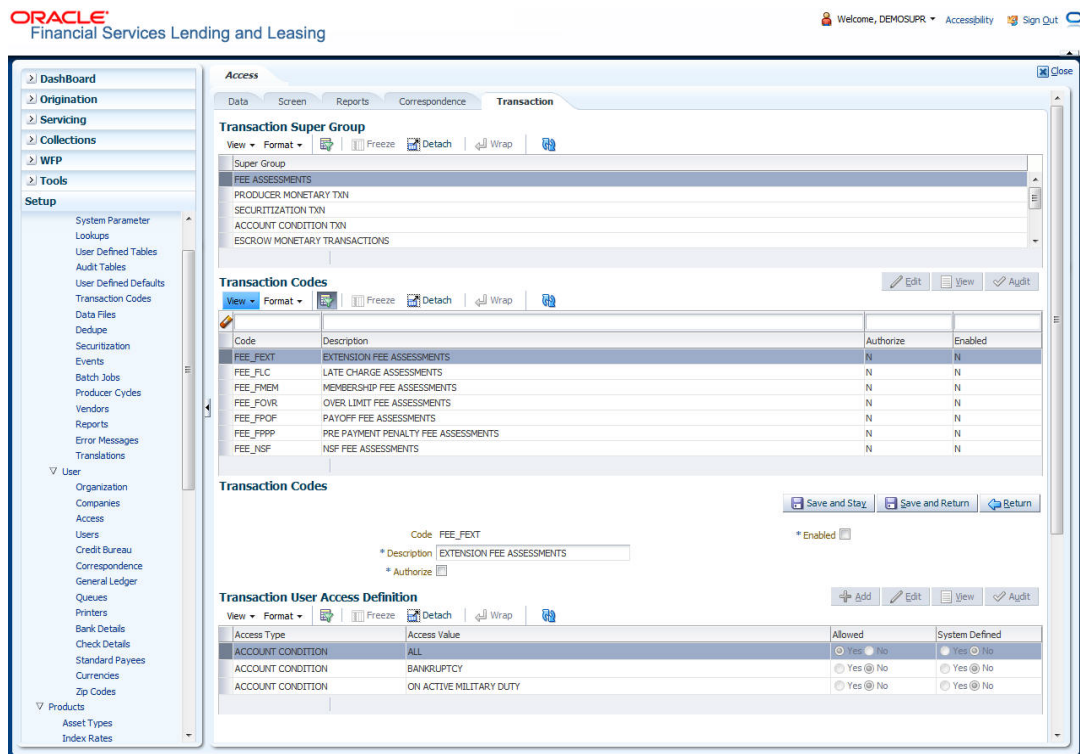 ORACLE
Financial Services Lending and Leasing
Welcome, DEMOSUPR Accessibility Sign Out
Close
DashBoard
Origination
Servicing
Collections
WFP
Tools
Setup
System Parameter
Lookups
User Defined Tables
Audit Tables
User Defined Defaults
Transaction Codes
Data Files
Dedupe
Securitization
Events
Batch Jobs
Producer Cycles
Vendors
Reports
Error Messages
Translations
User
Organization
Companies
Access
Users
Credit Bureau
Correspondence
General Ledger
Queues
Printers
Bank Details
Check Details
Standard Payees
Currencies
Zip Codes
Products
Asset Types
Index Rates
Access
Data Screen Reports Correspondence Transaction
Transaction Super Group
View Format Freeze Detach Wrap
Super Group
FEE ASSESSMENTS
PRODUCER MONETARY TXN
SECURITIZATION TXN
ACCOUNT CONDITION TXN
ESCROW MONETARY TRANSACTIONS
Transaction Codes
Edit View Audit
View Format Freeze Detach Wrap
Code Description Authorize Enabled
FEE_FEXT EXTENSION FEE ASSESSMENTS N N
FEE_FLC LATE CHARGE ASSESSMENTS N N
FEE_FMEM MEMBERSHIP FEE ASSESSMENTS N N
FEE_FOVR OVER LIMIT FEE ASSESSMENTS N N
FEE_FPOF PAYOFF FEE ASSESSMENTS N N
FEE_FPPP PRE PAYMENT PENALTY FEE ASSESSMENTS N N
FEE_NSF NSF FEE ASSESSMENTS N N
Transaction Codes
Save and Stay Save and Return Return
Code FEE_FEXT * Enabled
* Description EXTENSION FEE ASSESSMENTS
* Authorize
Transaction User Access Definition
Add Edit View Audit
View Format Freeze Detach Wrap
Access Type Access Value Allowed System Defined
ACCOUNT CONDITION ALL Yes No Yes No
ACCOUNT CONDITION BANKRUPTCY Yes No Yes No
ACCOUNT CONDITION ON ACTIVE MILITARY DUTY Yes No Yes No